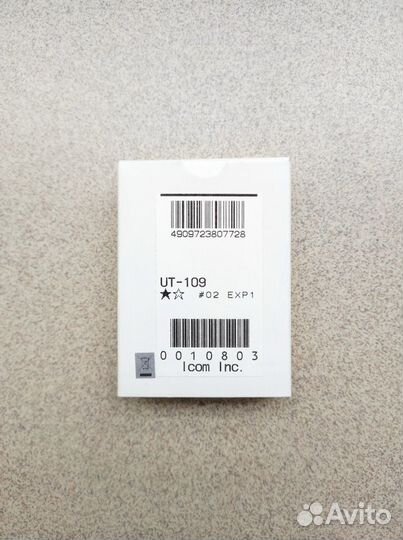 4909723807728
UT-109
★☆ #02 EXP1
0010803
Icom Inc.
Avito